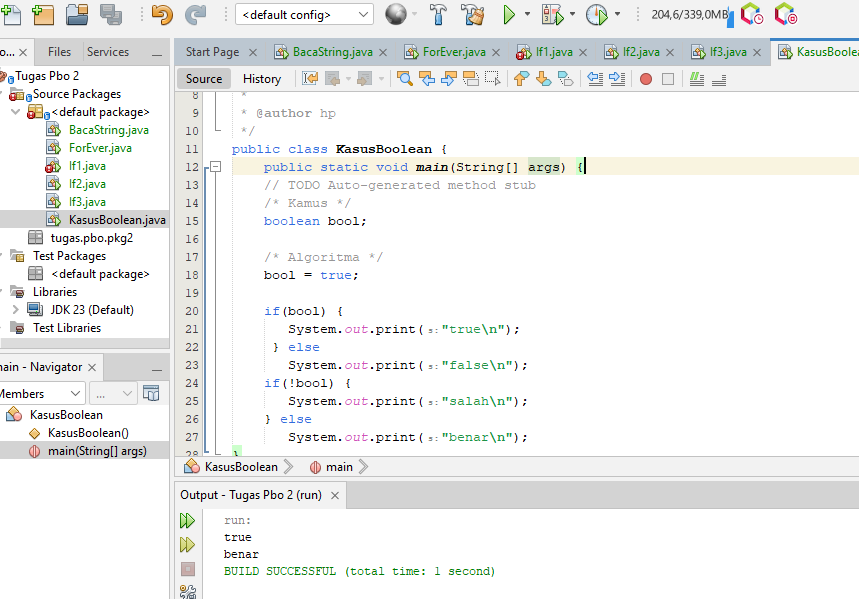 <default config>
204,6/339,0MB
Files
Services
Start Page
BacaString.java
ForEver.java
If1.java
If2.java
If3.java
Source
History
Tugas Pbo 2
Source Packages
<default package>
BacaString.java
ForEver.java
If1.java
If2.java
If3.java
KasusBoolean.java
tugas.pbo.pkg2
Test Packages
<default package>
Libraries
JDK 23 (Default)
Test Libraries
8 *
9 * @author hp
10 */
11 public class KasusBoolean {
12 public static void main(String[] args) {
13 // TODO Auto-generated method stub
14 /* Kamus */
15 boolean bool;
16
17 /* Algoritma */
18 bool = true;
19
20 if(bool) {
21 System.out.print(s:"true\n");
22 } else
23 System.out.print(s:"false\n");
24 if(!bool) {
25 System.out.print(s:"salah\n");
26 } else
27 System.out.print(s:"benar\n");
28 }
- Navigator
...
KasusBoolean
KasusBoolean()
main(String[] args)
KasusBoolean
main
Output - Tugas Pbo 2 (run)
run:
true
benar
BUILD SUCCESSFUL (total time: 1 second)